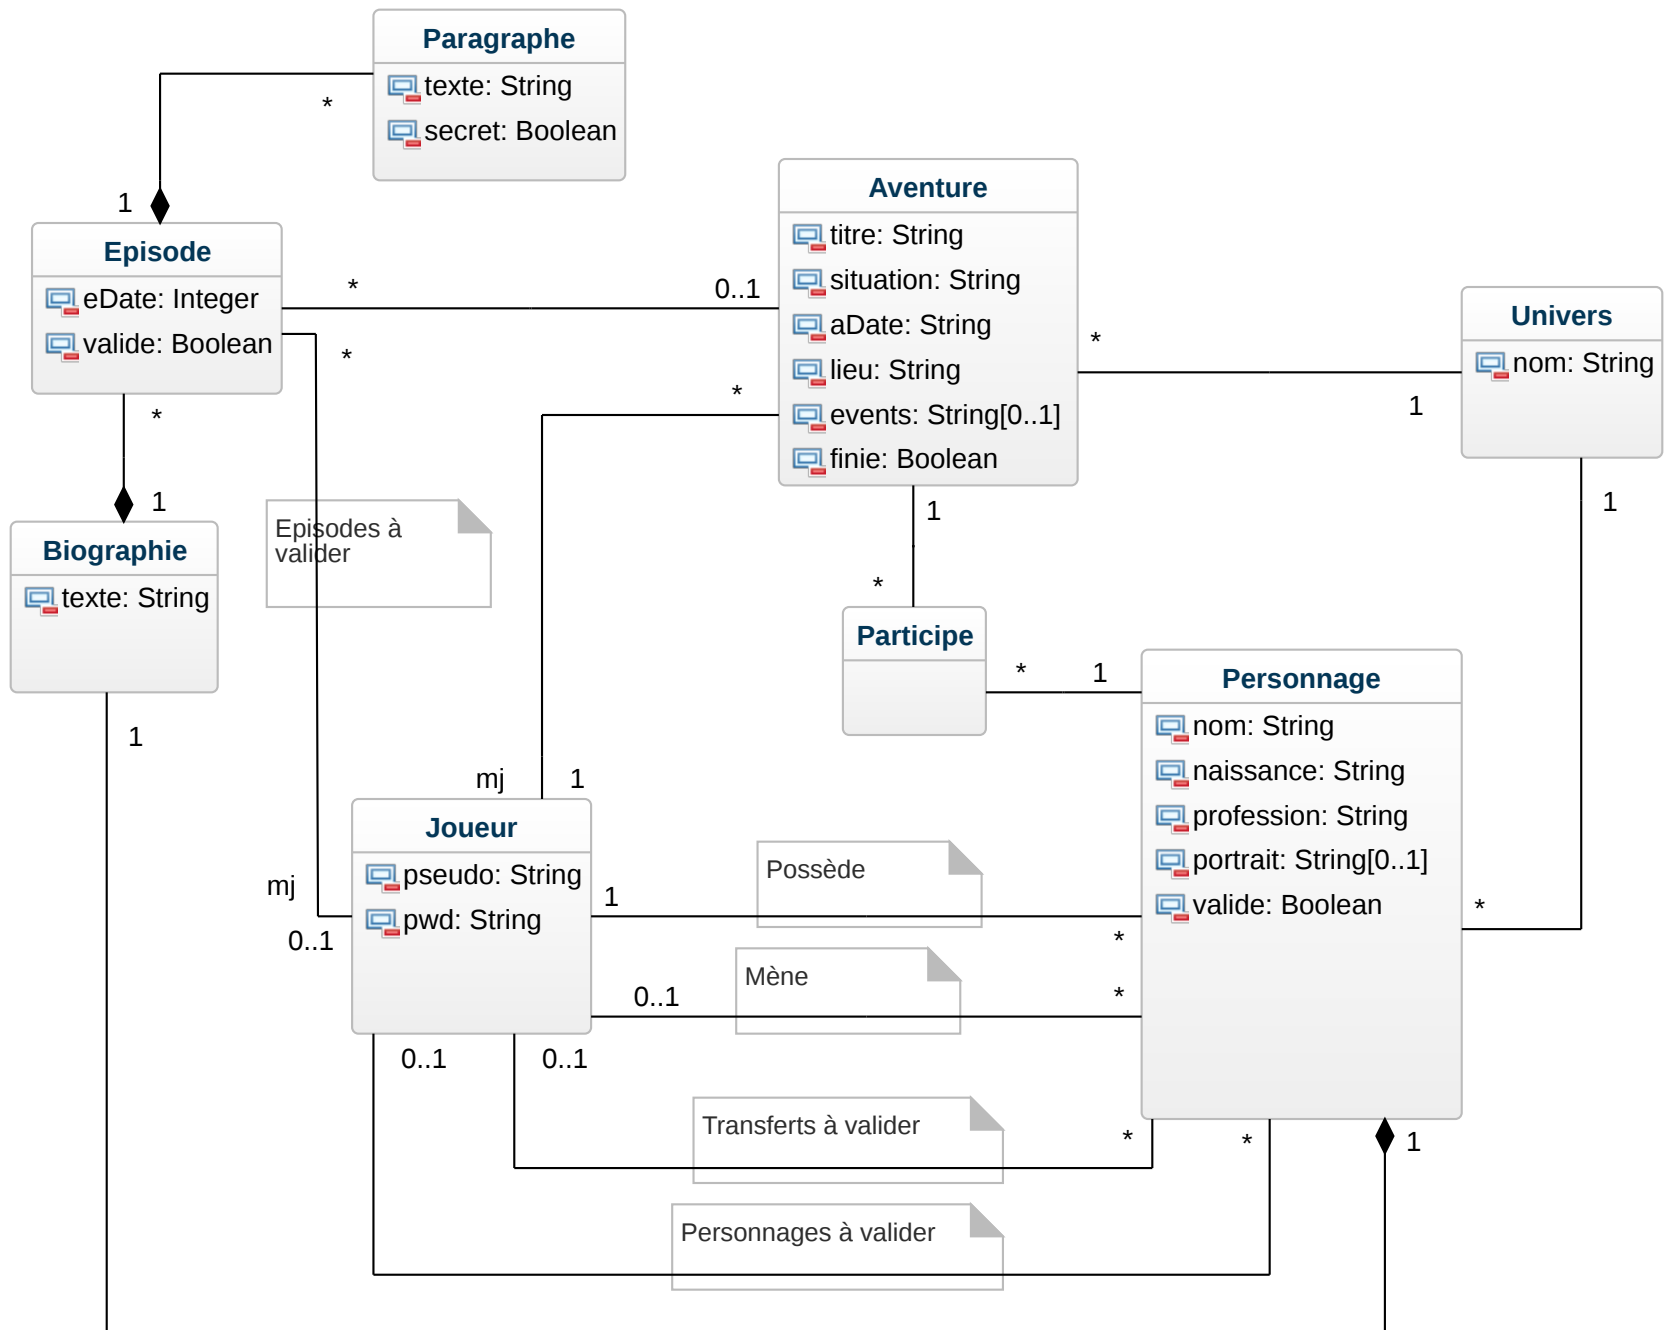 Paragraphe
texte: String
secret: Boolean
*
1
Episode
eDate: Integer
valide: Boolean
*
0..1
*
*
Aventure
titre: String
situation: String
aDate: String
lieu: String
events: String[0..1]
finie: Boolean
*
1
Univers
nom: String
1
*
1
Biographie
texte: String
1
Episodes à
valider
*
1
*
Participe
*
1
Personnage
nom: String
naissance: String
profession: String
portrait: String[0..1]
valide: Boolean
*
mj
1
Joueur
pseudo: String
pwd: String
mj
0..1
1
Possède
*
0..1
Mène
*
0..1
0..1
Transferts à valider
*
*
1
Personnages à valider